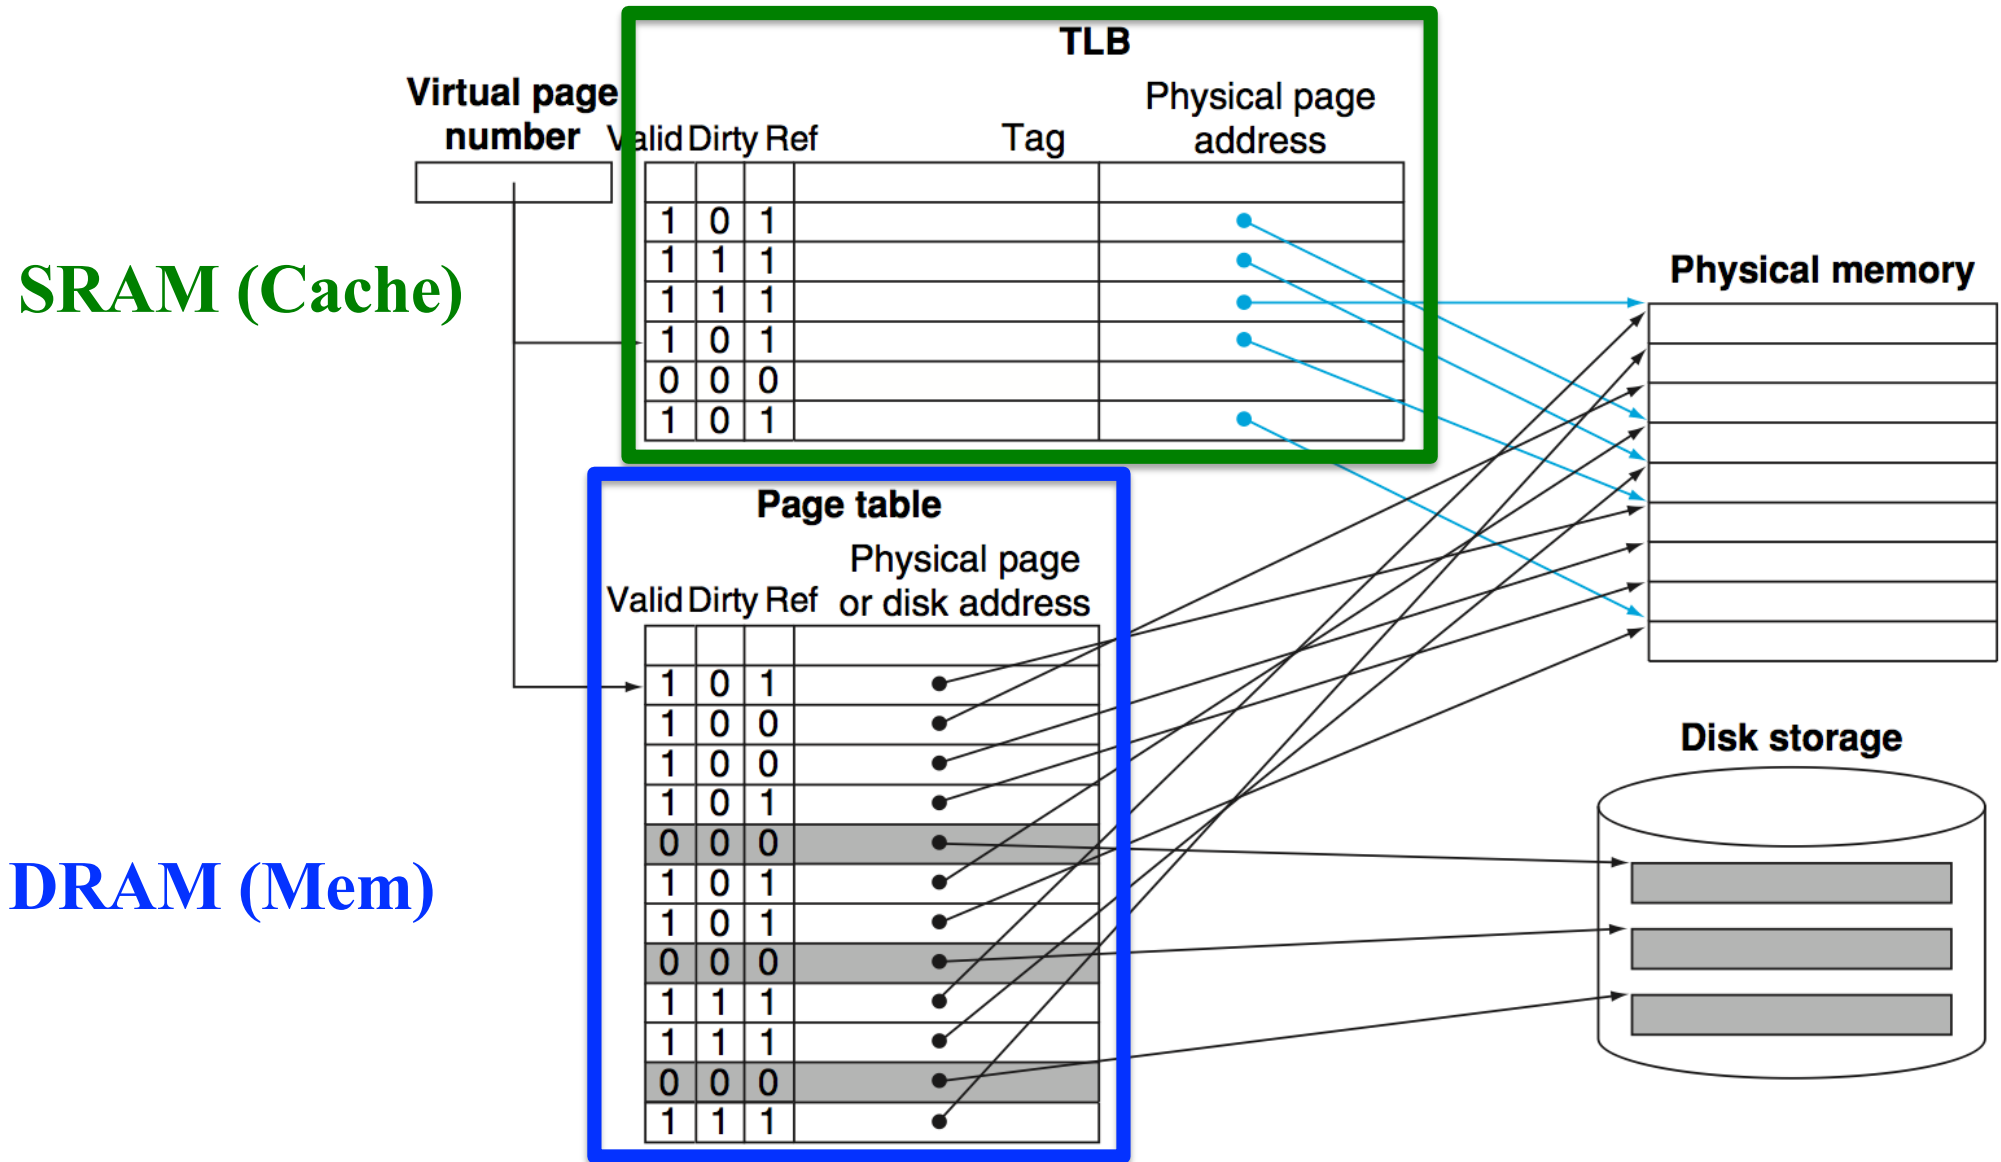 TLB
Virtual page
number
Physical page
address
Valid Dirty Ref
Tag
1 0 1
1 1 1
1 1 1
1 0 1
0 0 0
1 0 1
SRAM (Cache)
Physical memory
Page table
Physical page
or disk address
Valid Dirty Ref
1 0 1
1 0 0
1 0 0
1 0 1
0 0 0
1 0 1
1 0 1
0 0 0
1 1 1
1 1 1
0 0 0
1 1 1
DRAM (Mem)
Disk storage